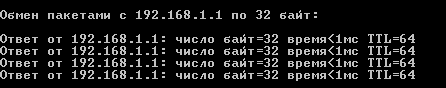 Обмен пакетами с 192.168.1.1 по 32 байт:
Ответ от 192.168.1.1: число байт=32 время<1мс TTL=64
Ответ от 192.168.1.1: число байт=32 время<1мс TTL=64
Ответ от 192.168.1.1: число байт=32 время<1мс TTL=64
Ответ от 192.168.1.1: число байт=32 время<1мс TTL=64